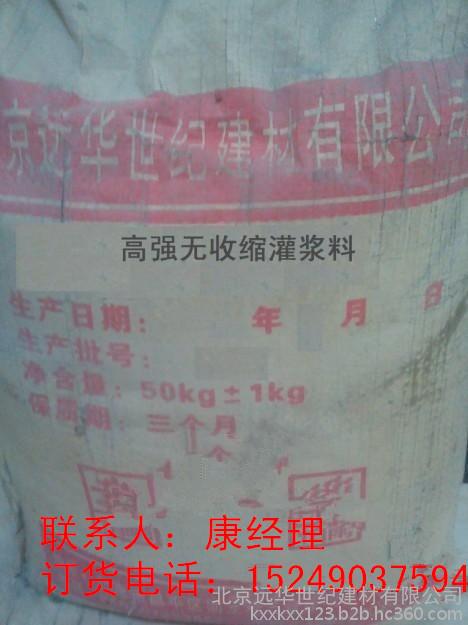 京远华世纪建材有限公司
高强无收缩灌浆料
生产日期： 年 月 日
生产批号：
净含量：50kg±1kg
保质期：三个月
个
联系人：康经理
订货电话：15249037594
北京远华世纪建材有限公司
kxxkxx123.b2b.hc360.com